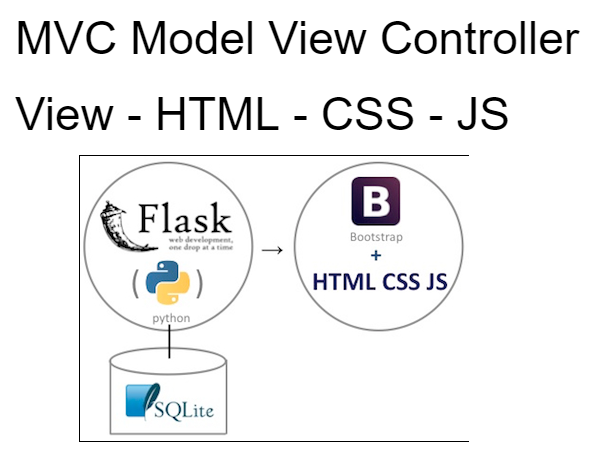 MVC Model View Controller
View - HTML - CSS - JS
Flask
web development,
one drop at a time
( )
python
B
Bootstrap
+
HTML CSS JS
SQLite